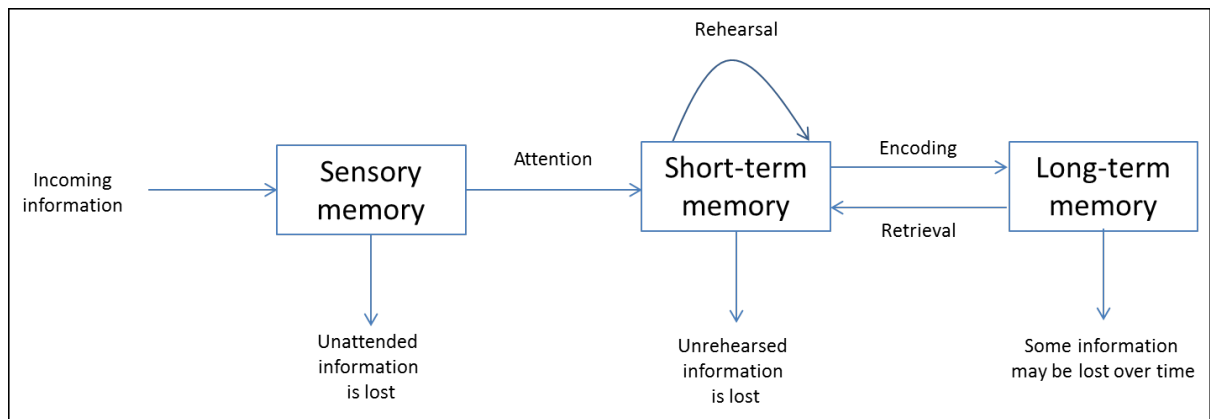 Rehearsal
Incoming
information
Sensory
memory
Attention
Short-term
memory
Encoding
Retrieval
Long-term
memory
Unattended
information
is lost
Unrehearsed
information
is lost
Some information
may be lost over time